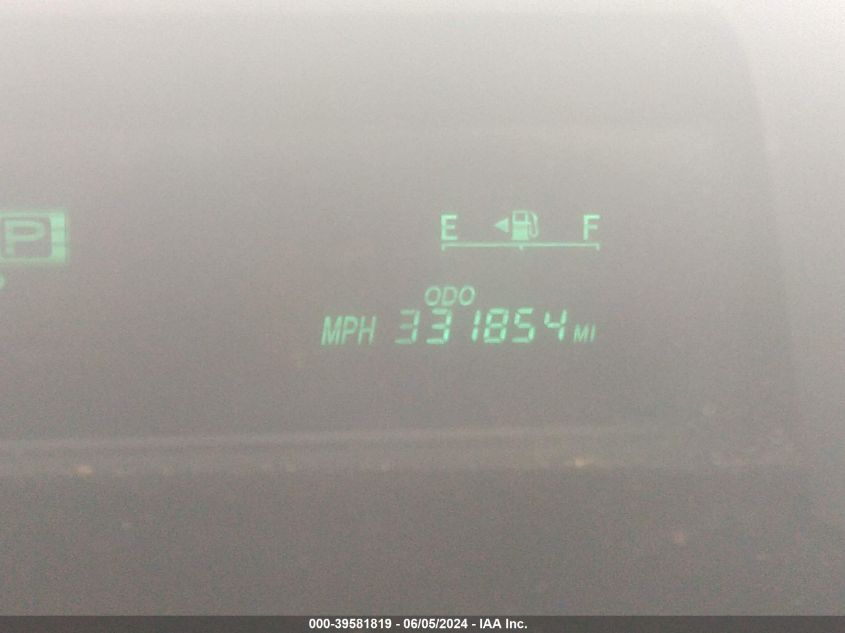 E F
P
ODO
MPH 331854 MI
000-39581819 - 06/05/2024 - IAA Inc.